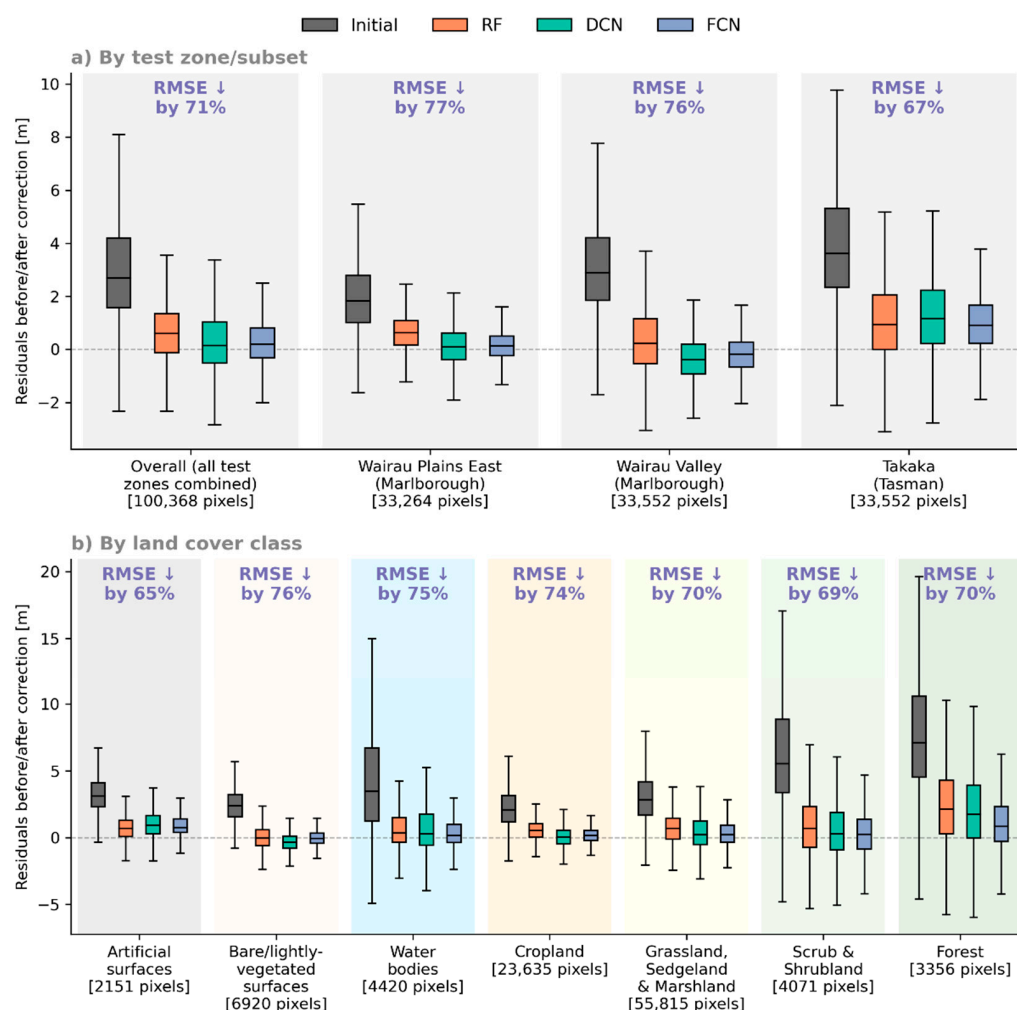 Initial RF DCN FCN
a) By test zone/subset
Residuals before/after correction [m]
10
8
6
4
2
0
−2
RMSE ↓
by 71%
RMSE ↓
by 77%
RMSE ↓
by 76%
RMSE ↓
by 67%
Overall (all test
zones combined)
[100,368 pixels]
Wairau Plains East
(Marlborough)
[33,264 pixels]
Wairau Valley
(Marlborough)
[33,552 pixels]
Takaka
(Tasman)
[33,552 pixels]
b) By land cover class
Residuals before/after correction [m]
20
15
10
5
0
−5
RMSE ↓
by 65%
RMSE ↓
by 76%
RMSE ↓
by 75%
RMSE ↓
by 74%
RMSE ↓
by 70%
RMSE ↓
by 69%
RMSE ↓
by 70%
Artificial
surfaces
[2151 pixels]
Bare/lightly-
vegetated
surfaces
[6920 pixels]
Water
bodies
[4420 pixels]
Cropland
[23,635 pixels]
Grassland,
Sedgeland
& Marshland
[55,815 pixels]
Scrub &
Shrubland
[4071 pixels]
Forest
[3356 pixels]